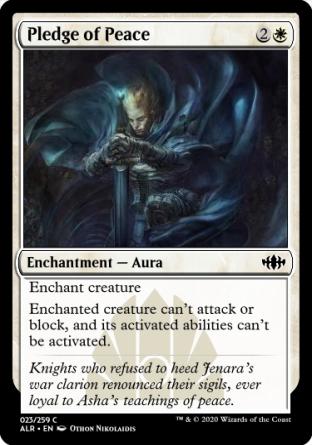 Pledge of Peace 2
Enchantment — Aura
Enchant creature
Enchanted creature can't attack or
block, and its activated abilities can't
be activated.
Knights who refused to heed Jenara's
war clarion renounced their sigils, ever
loyal to Asha's teachings of peace.
023/259 C
ALR • EN Othon Nikolaidis
™ & © 2020 Wizards of the Coast